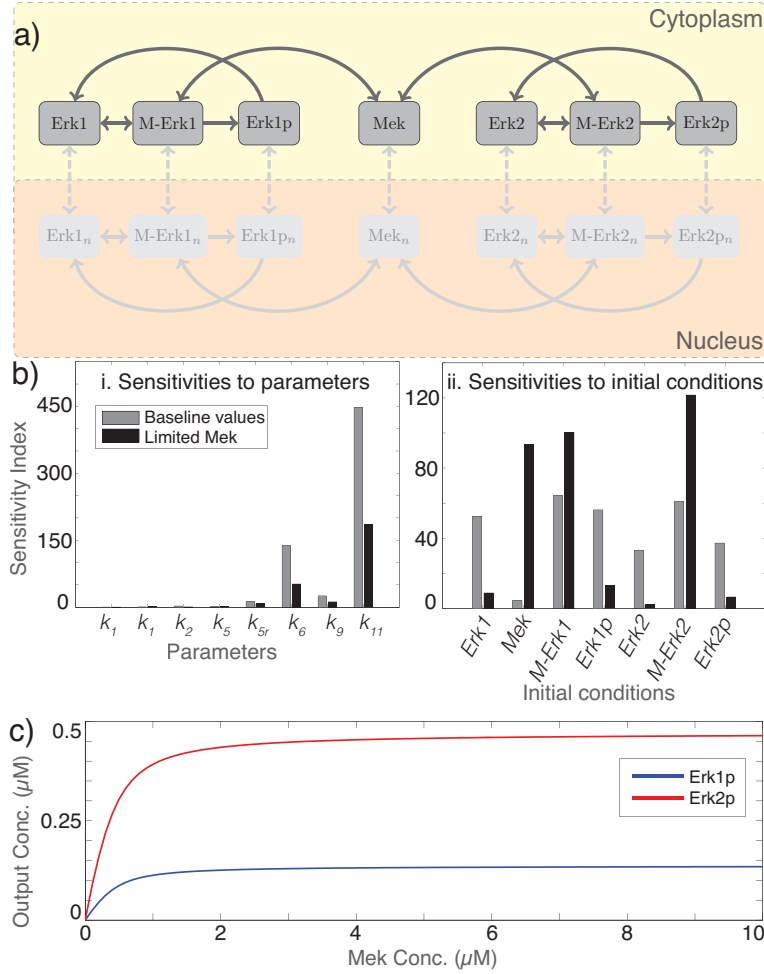 a)
Cytoplasm
Erk1 M-Erk1 Erk1p Mek Erk2 M-Erk2 Erk2p
Erk1n M-Erk1n Erk1pn Mekn Erk2n M-Erk2n Erk2pn
Nucleus
b)
i. Sensitivities to parameters
Baseline values
Limited Mek
450
300
150
0
Sensitivity Index
k1 k1 k2 k5 k5r k6 k9 k11
Parameters
ii. Sensitivities to initial conditions
120
80
40
0
Erk1 Mek M-Erk1 Erk1p Erk2 M-Erk2 Erk2p
Initial conditions
c)
0.5
0.25
0
Output Conc. (μM)
Erk1p
Erk2p
0 2 4 6 8 10
Mek Conc. (μM)